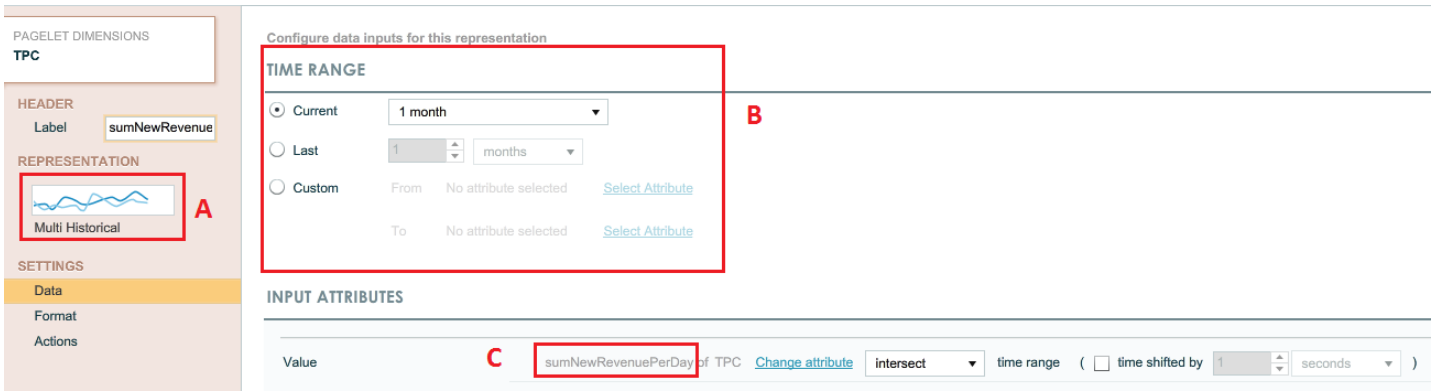 PAGELET DIMENSIONS
TPC
HEADER
Label sumNewRevenue
REPRESENTATION
A
Multi Historical
SETTINGS
Data
Format
Actions
Configure data inputs for this representation
TIME RANGE
Current 1 month
B
Last 1 months
Custom From No attribute selected Select Attribute
To No attribute selected Select Attribute
INPUT ATTRIBUTES
Value C sumNewRevenuePerDay of TPC Change attribute intersect time range ( time shifted by 1 seconds )